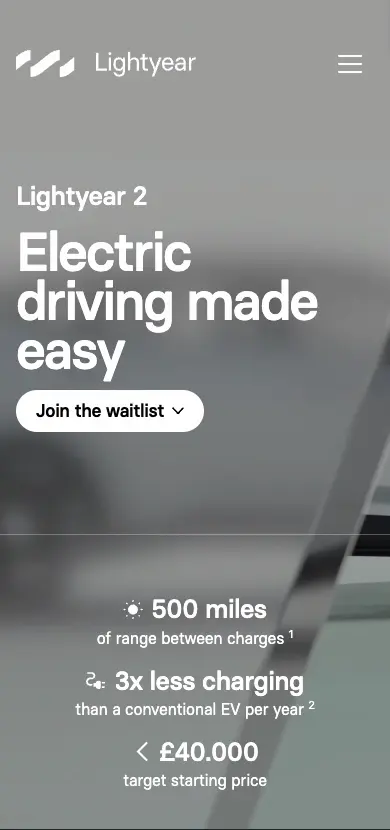 Lightyear
Lightyear 2
Electric
driving made
easy
Join the waitlist
500 miles
of range between charges ¹
3x less charging
than a conventional EV per year ²
< £40.000
target starting price